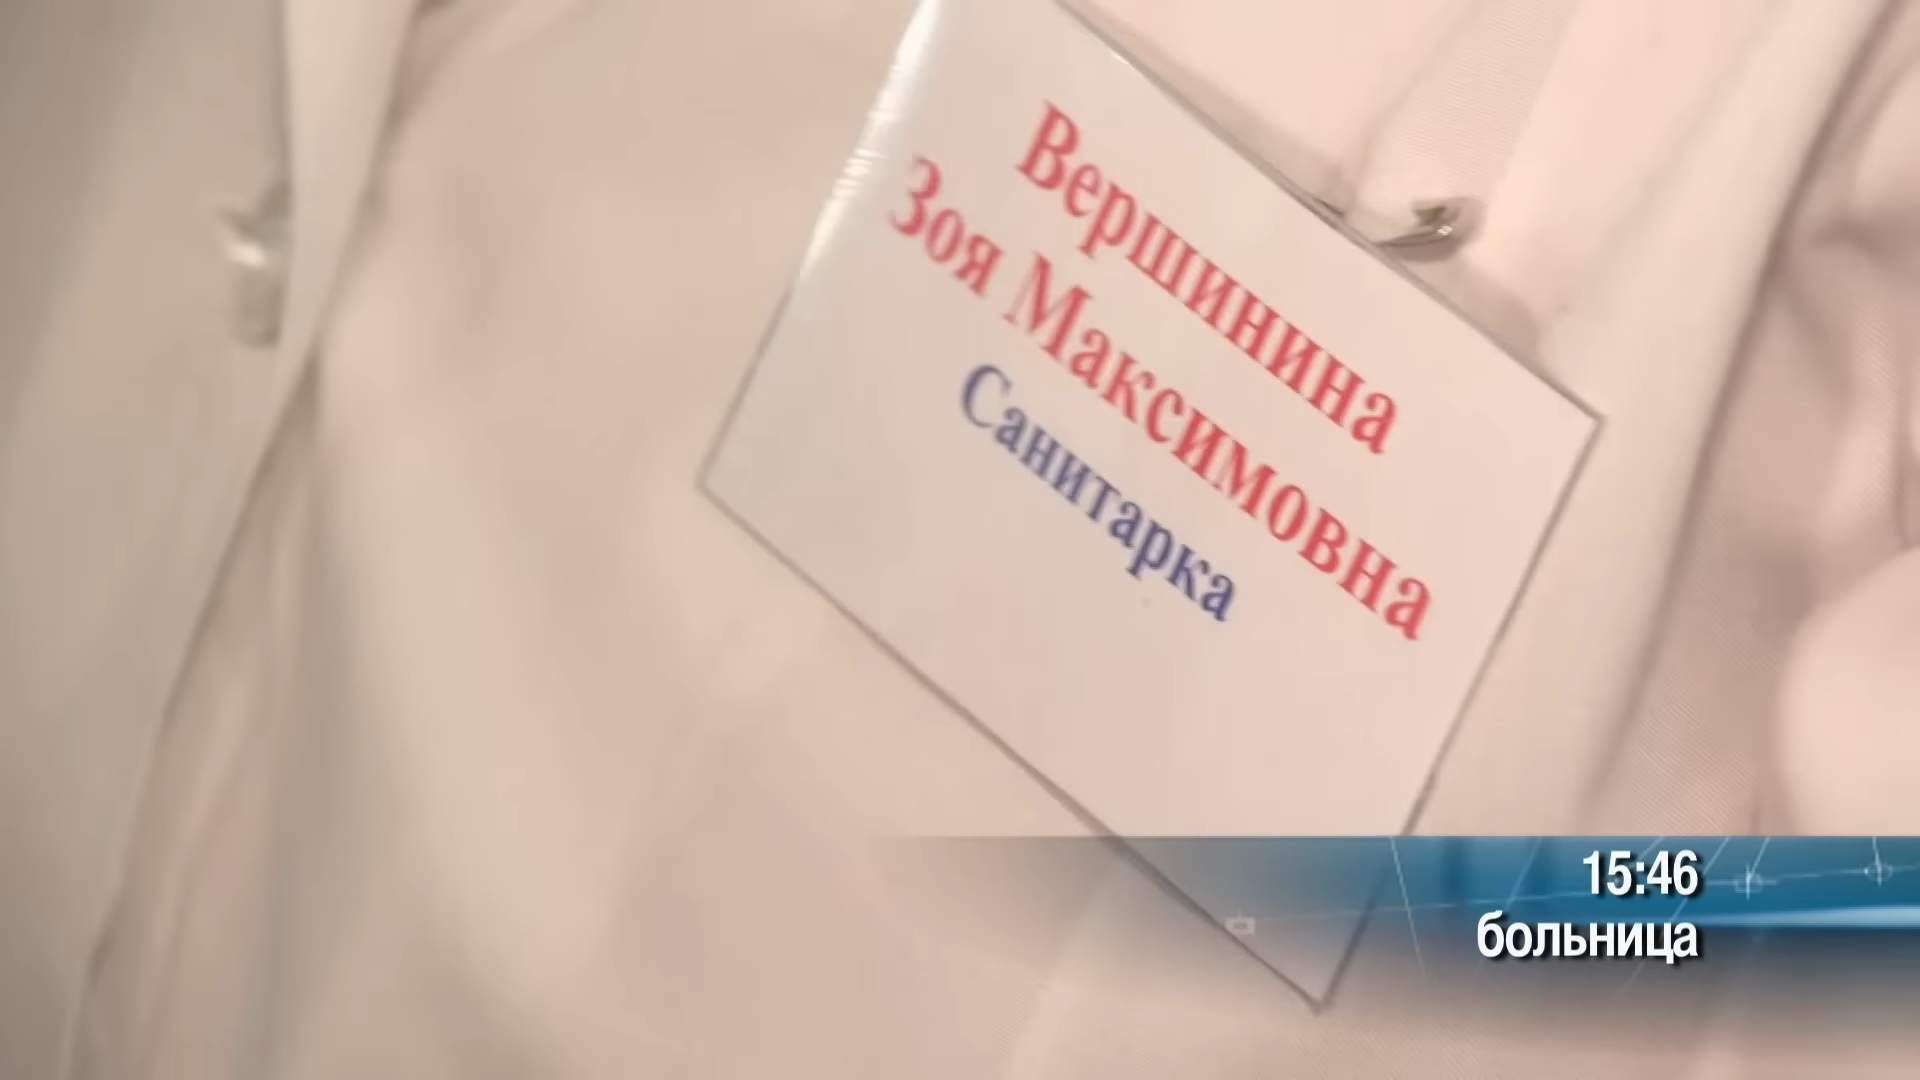 Вершинина
Зоя Максимовна
Санитарка
15:46
больница